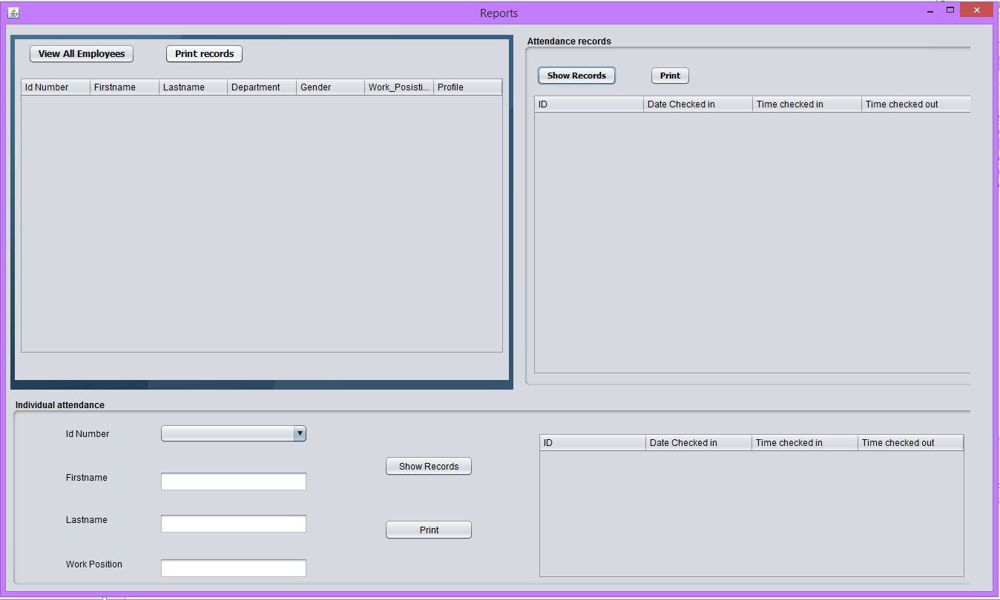 Reports
View All Employees
Print records
Id Number Firstname Lastname Department Gender Work_Posisti... Profile
Attendance records
Show Records
Print
ID Date Checked in Time checked in Time checked out
Individual attendance
Id Number
Firstname
Lastname
Work Position
Show Records
Print
ID Date Checked in Time checked in Time checked out